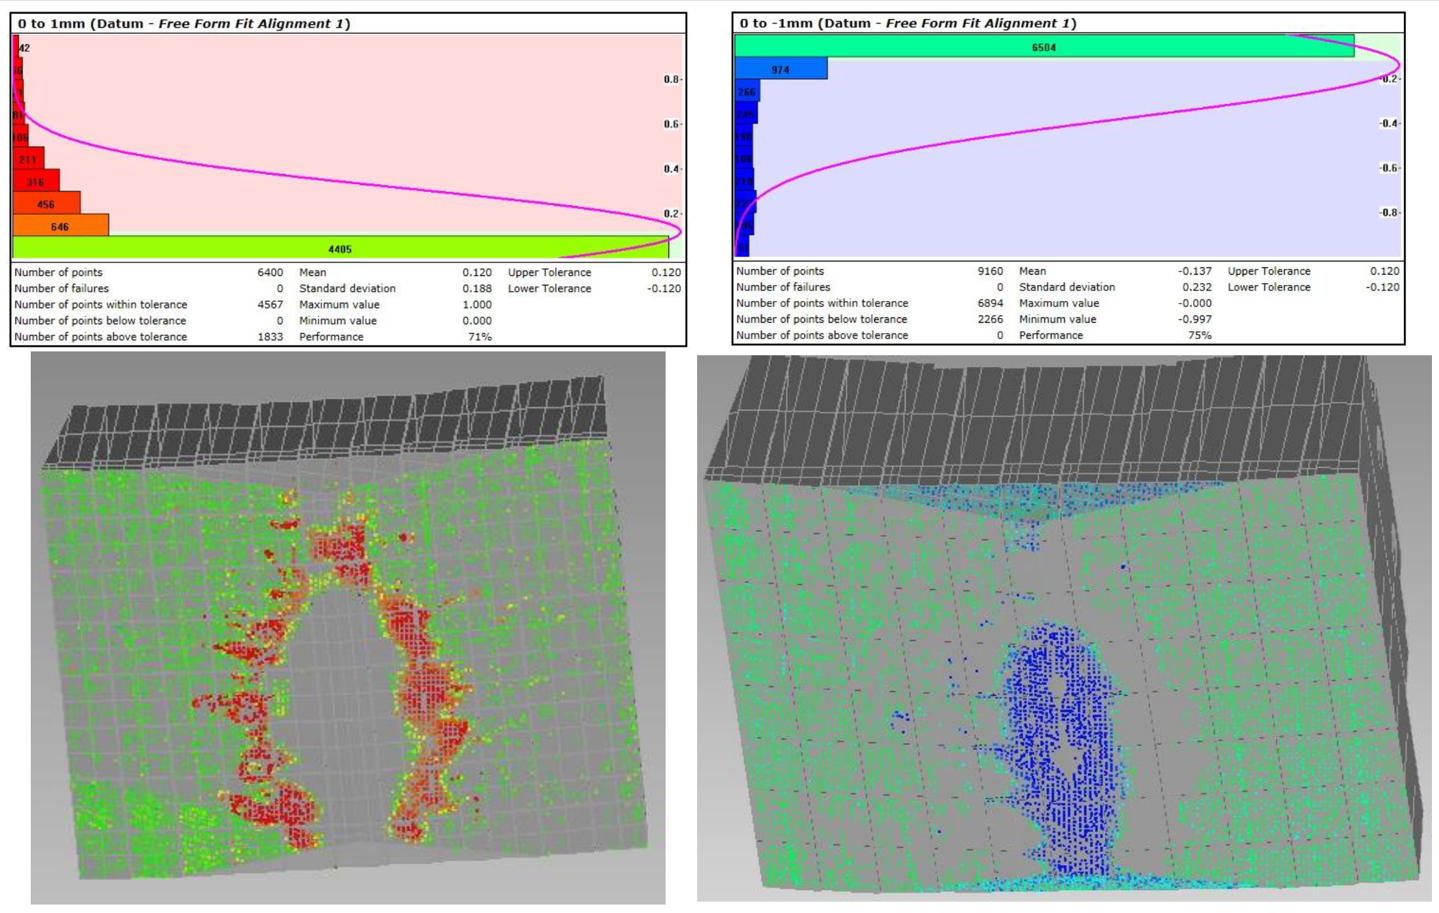 0 to 1mm (Datum - Free Form Fit Alignment 1)
42
106
211
316
456
646
4405
0.8
0.6
0.4
0.2
Number of points 6400 Mean 0.120 Upper Tolerance 0.120
Number of failures 0 Standard deviation 0.188 Lower Tolerance -0.120
Number of points within tolerance 4567 Maximum value 1.000
Number of points below tolerance 0 Minimum value 0.000
Number of points above tolerance 1833 Performance 71%
0 to -1mm (Datum - Free Form Fit Alignment 1)
6504
974
266
-0.2
-0.4
-0.6
-0.8
Number of points 9160 Mean -0.137 Upper Tolerance 0.120
Number of failures 0 Standard deviation 0.232 Lower Tolerance -0.120
Number of points within tolerance 6894 Maximum value -0.000
Number of points below tolerance 2266 Minimum value -0.997
Number of points above tolerance 0 Performance 75%